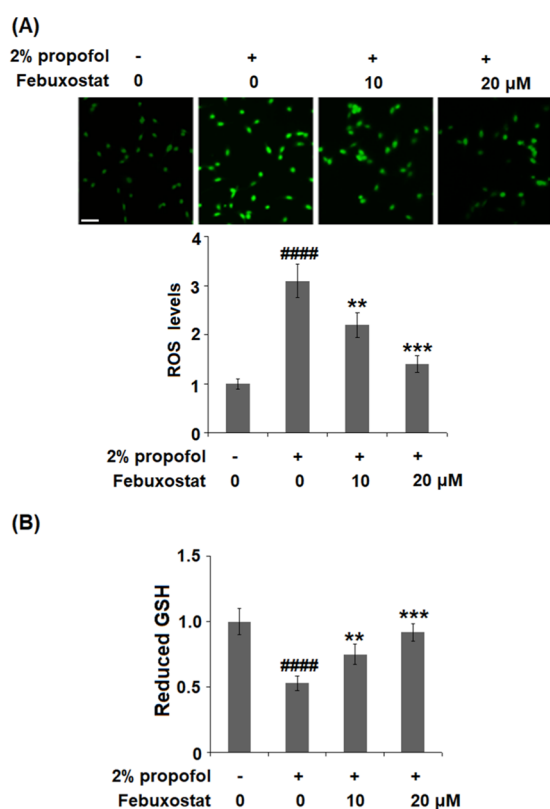 (A)
2% propofol - + + +
Febuxostat 0 0 10 20 µM
ROS levels
4
3
2
1
0
####
**
***
2% propofol - + + +
Febuxostat 0 0 10 20 µM
(B)
Reduced GSH
1.5
1.0
0.5
0
####
**
***
2% propofol - + + +
Febuxostat 0 0 10 20 µM